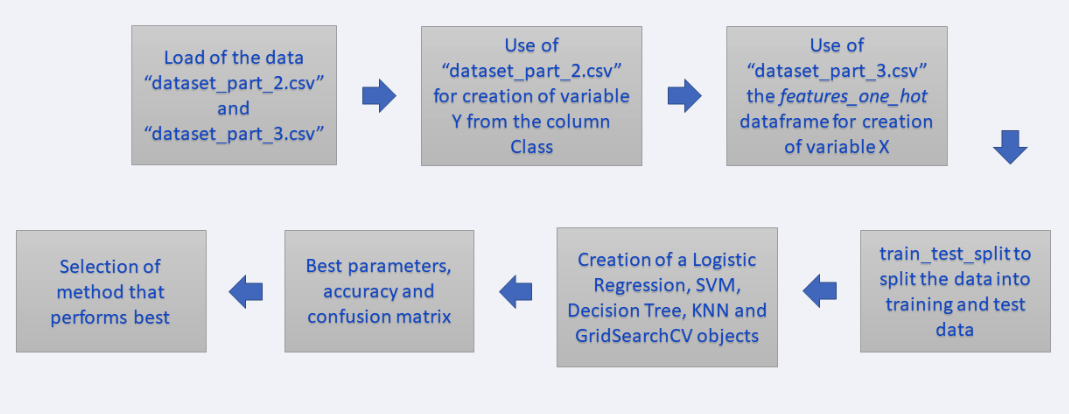 Load of the data
“dataset_part_2.csv”
and
“dataset_part_3.csv”
Use of
“dataset_part_2.csv”
for creation of variable
Y from the column
Class
Use of
“dataset_part_3.csv”
the features_one_hot
dataframe for creation
of variable X
train_test_split to
split the data into
training and test
data
Creation of a Logistic
Regression, SVM,
Decision Tree, KNN and
GridSearchCV objects
Best parameters,
accuracy and
confusion matrix
Selection of
method that
performs best